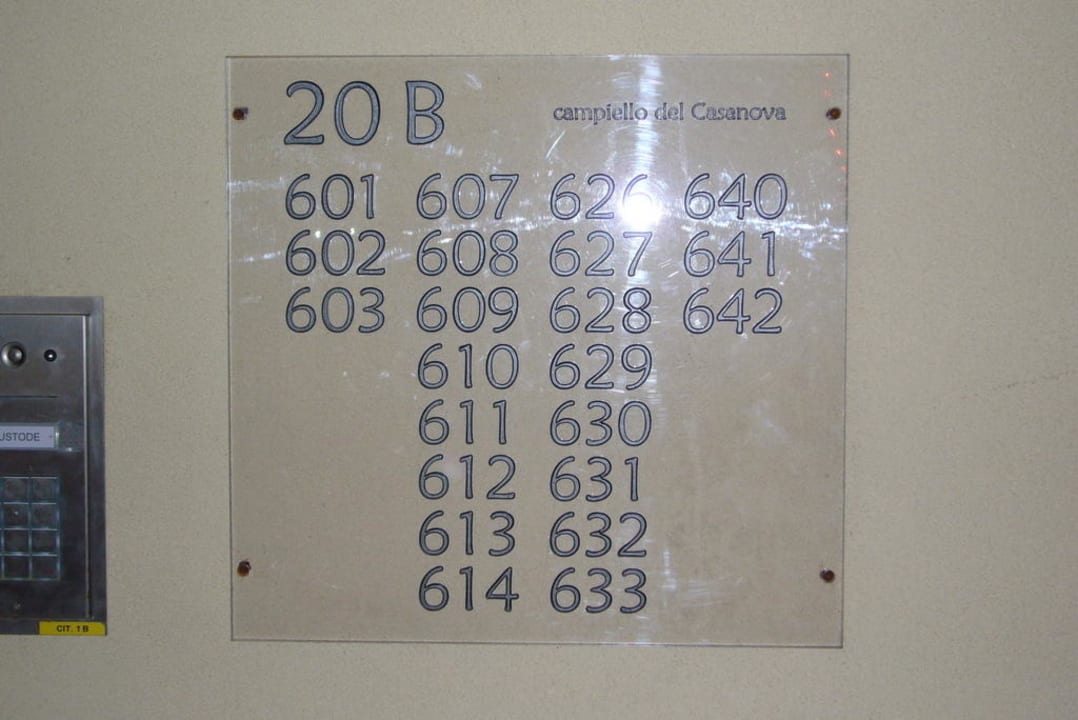 20 B campiello del Casanova
601 607 626 640
602 608 627 641
603 609 628 642
610 629
611 630
612 631
613 632
614 633
USTODE
CIT. 1 B